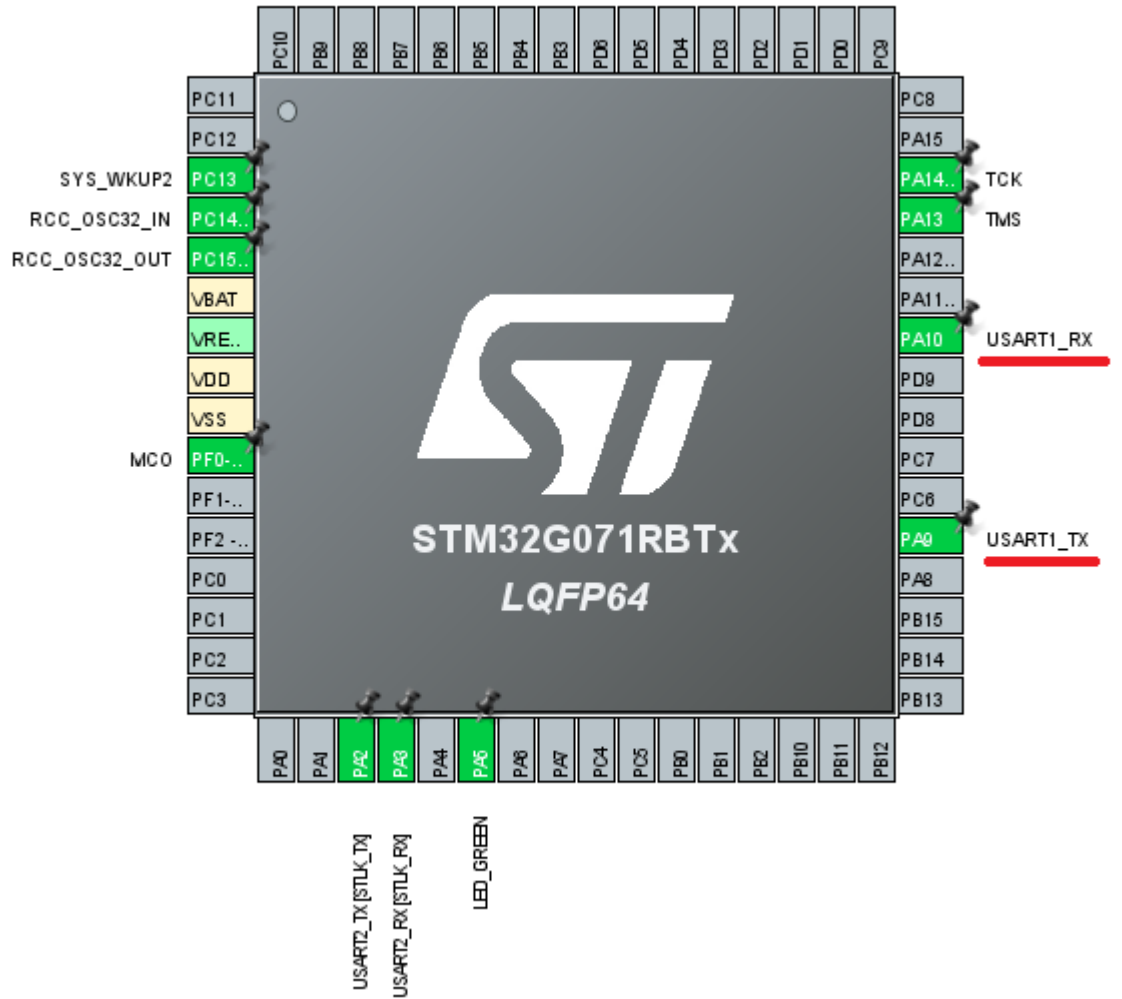 PC10 PB9 PB8 PB7 PB6 PB5 PB4 PB3 PD6 PD5 PD4 PD3 PD2 PD1 PD0 PC9
PC11
PC12
SYS_WKUP2 PC13
RCC_OSC32_IN PC14..
RCC_OSC32_OUT PC15..
VBAT
VRE..
VDD
VSS
MCO PF0-..
PF1-..
PF2 -..
PC0
PC1
PC2
PC3
PC8
PA15
PA14.. TCK
PA13 TMS
PA12..
PA11..
PA10 USART1_RX
PD9
PD8
PC7
PC6
PA9 USART1_TX
PA8
PB15
PB14
PB13
ST
STM32G071RBTx
LQFP64
PA0 PA1 PA2 PA3 PA4 PA5 PA6 PA7 PC4 PC5 PB0 PB1 PB2 PB10 PB11 PB12
USART2_TX [STLK_TX]
USART2_RX [STLK_RX]
LED_GREEN